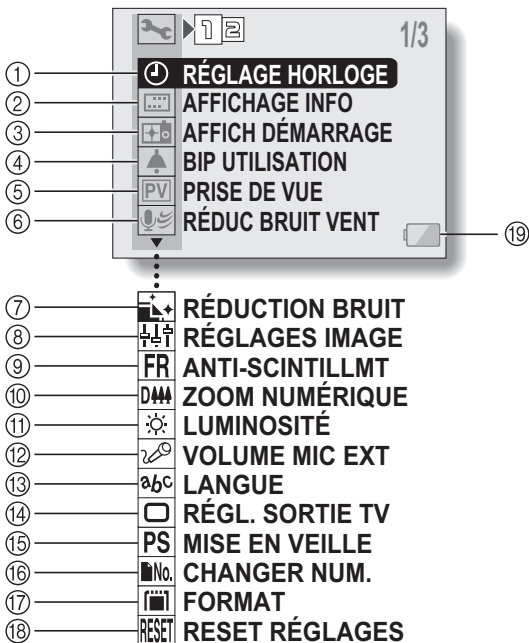 1 2 1/3
① RÉGLAGE HORLOGE
② AFFICHAGE INFO
③ AFFICH DÉMARRAGE
④ BIP UTILISATION
⑤ PV PRISE DE VUE
⑥ RÉDUC BRUIT VENT
⑲
⑦ RÉDUCTION BRUIT
⑧ RÉGLAGES IMAGE
⑨ FR ANTI-SCINTILLMT
⑩ D ZOOM NUMÉRIQUE
⑪ LUMINOSITÉ
⑫ VOLUME MIC EXT
⑬ abc LANGUE
⑭ RÉGL. SORTIE TV
⑮ PS MISE EN VEILLE
⑯ No. CHANGER NUM.
⑰ FORMAT
⑱ RESET RESET RÉGLAGES